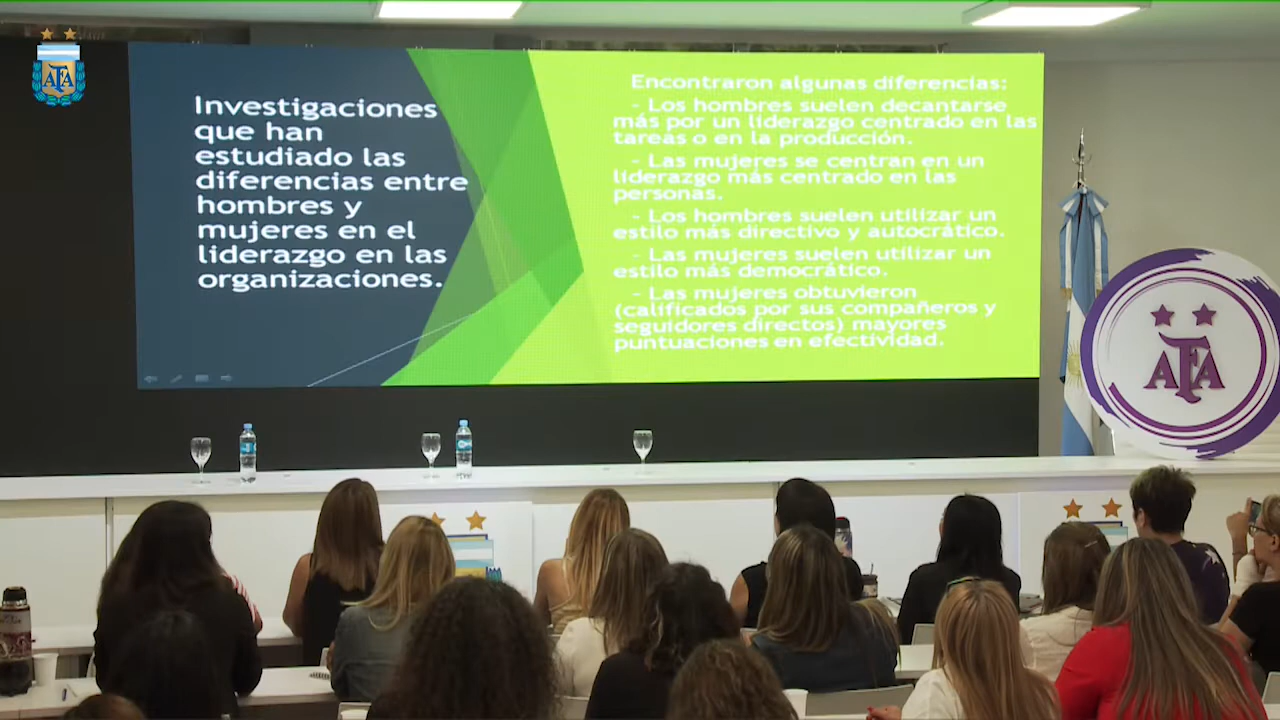 AFA
Investigaciones
que han
estudiado las
diferencias entre
hombres y
mujeres en el
liderazgo en las
organizaciones.
Encontraron algunas diferencias:
- Los hombres suelen decantarse
más por un liderazgo centrado en las
tareas o en la producción.
- Las mujeres se centran en un
liderazgo más centrado en las
personas.
- Los hombres suelen utilizar un
estilo más directivo y autocrático.
- Las mujeres suelen utilizar un
estilo más democrático.
- Las mujeres obtuvieron
(calificados por sus compañeros y
seguidores directos) mayores
puntuaciones en efectividad.
AFA